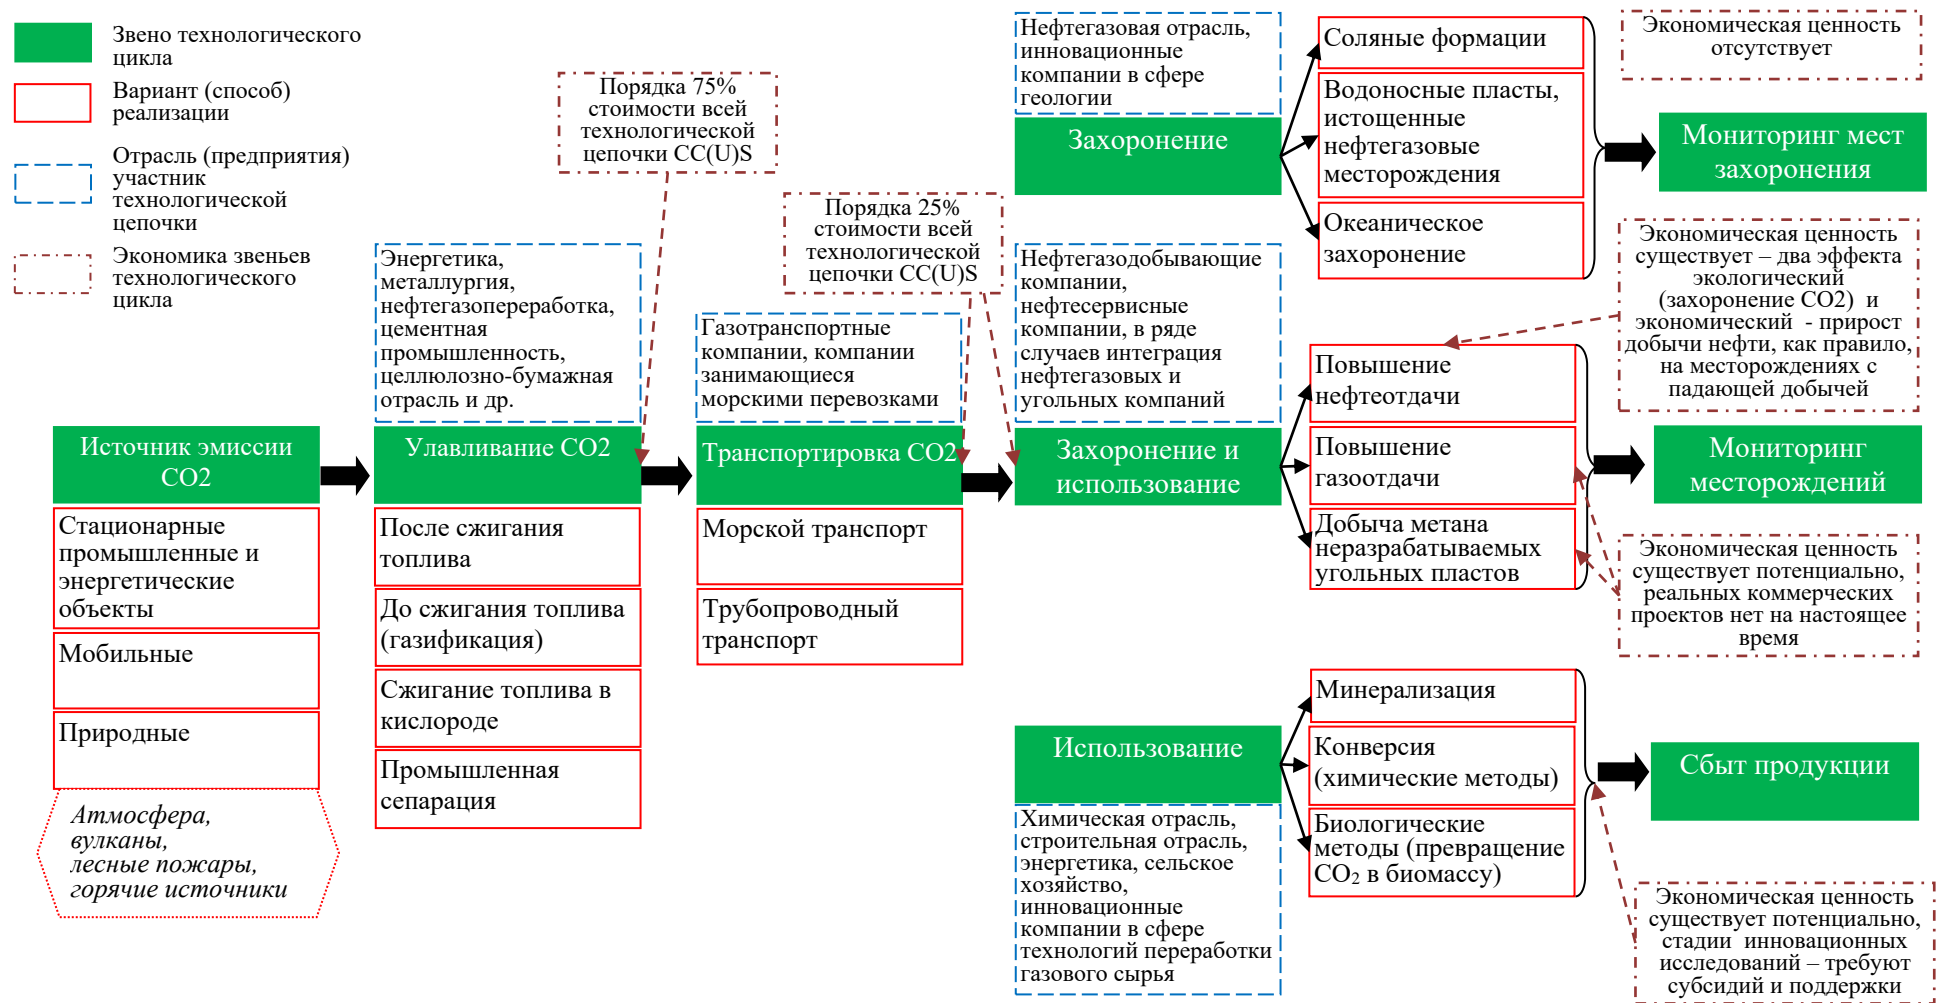 Звено технологического
цикла
Вариант (способ)
реализации
Отрасль (предприятия)
участник
технологической
цепочки
Экономика звеньев
технологического
цикла
Источник эмиссии
СО2
Стационарные
промышленные и
энергетические
объекты
Мобильные
Природные
Атмосфера,
вулканы,
лесные пожары,
горячие источники
Энергетика,
металлургия,
нефтегазопереработка,
цементная
промышленность,
целлюлозно-бумажная
отрасль и др.
Улавливание СО2
После сжигания
топлива
До сжигания топлива
(газификация)
Сжигание топлива в
кислороде
Промышленная
сепарация
Порядка 75%
стоимости всей
технологической
цепочки CC(U)S
Газотранспортные
компании, компании
занимающиеся
морскими перевозками
Транспортировка СО2
Морской транспорт
Трубопроводный
транспорт
Порядка 25%
стоимости всей
технологической
цепочки CC(U)S
Нефтегазовая отрасль,
инновационные
компании в сфере
геологии
Захоронение
Соляные формации
Водоносные пласты,
истощенные
нефтегазовые
месторождения
Океаническое
захоронение
Экономическая ценность
отсутствует
Мониторинг мест
захоронения
Нефтегазодобывающие
компании,
нефтесервисные
компании, в ряде
случаев интеграция
нефтегазовых и
угольных компаний
Захоронение и
использование
Повышение
нефтеотдачи
Повышение
газоотдачи
Добыча метана
неразрабатываемых
угольных пластов
Экономическая ценность
существует – два эффекта
экологический
(захоронение СО2)  и
экономический  - прирост
добычи нефти, как правило,
на месторождениях с
падающей добычей
Мониторинг
месторождений
Экономическая ценность
существует потенциально,
реальных коммерческих
проектов нет на настоящее
время
Использование
Химическая отрасль,
строительная отрасль,
энергетика, сельское
хозяйство,
инновационные
компании в сфере
технологий переработки
газового сырья
Минерализация
Конверсия
(химические методы)
Биологические
методы (превращение
СО₂ в биомассу)
Сбыт продукции
Экономическая ценность
существует потенциально,
стадии  инновационных
исследований – требуют
субсидий и поддержки